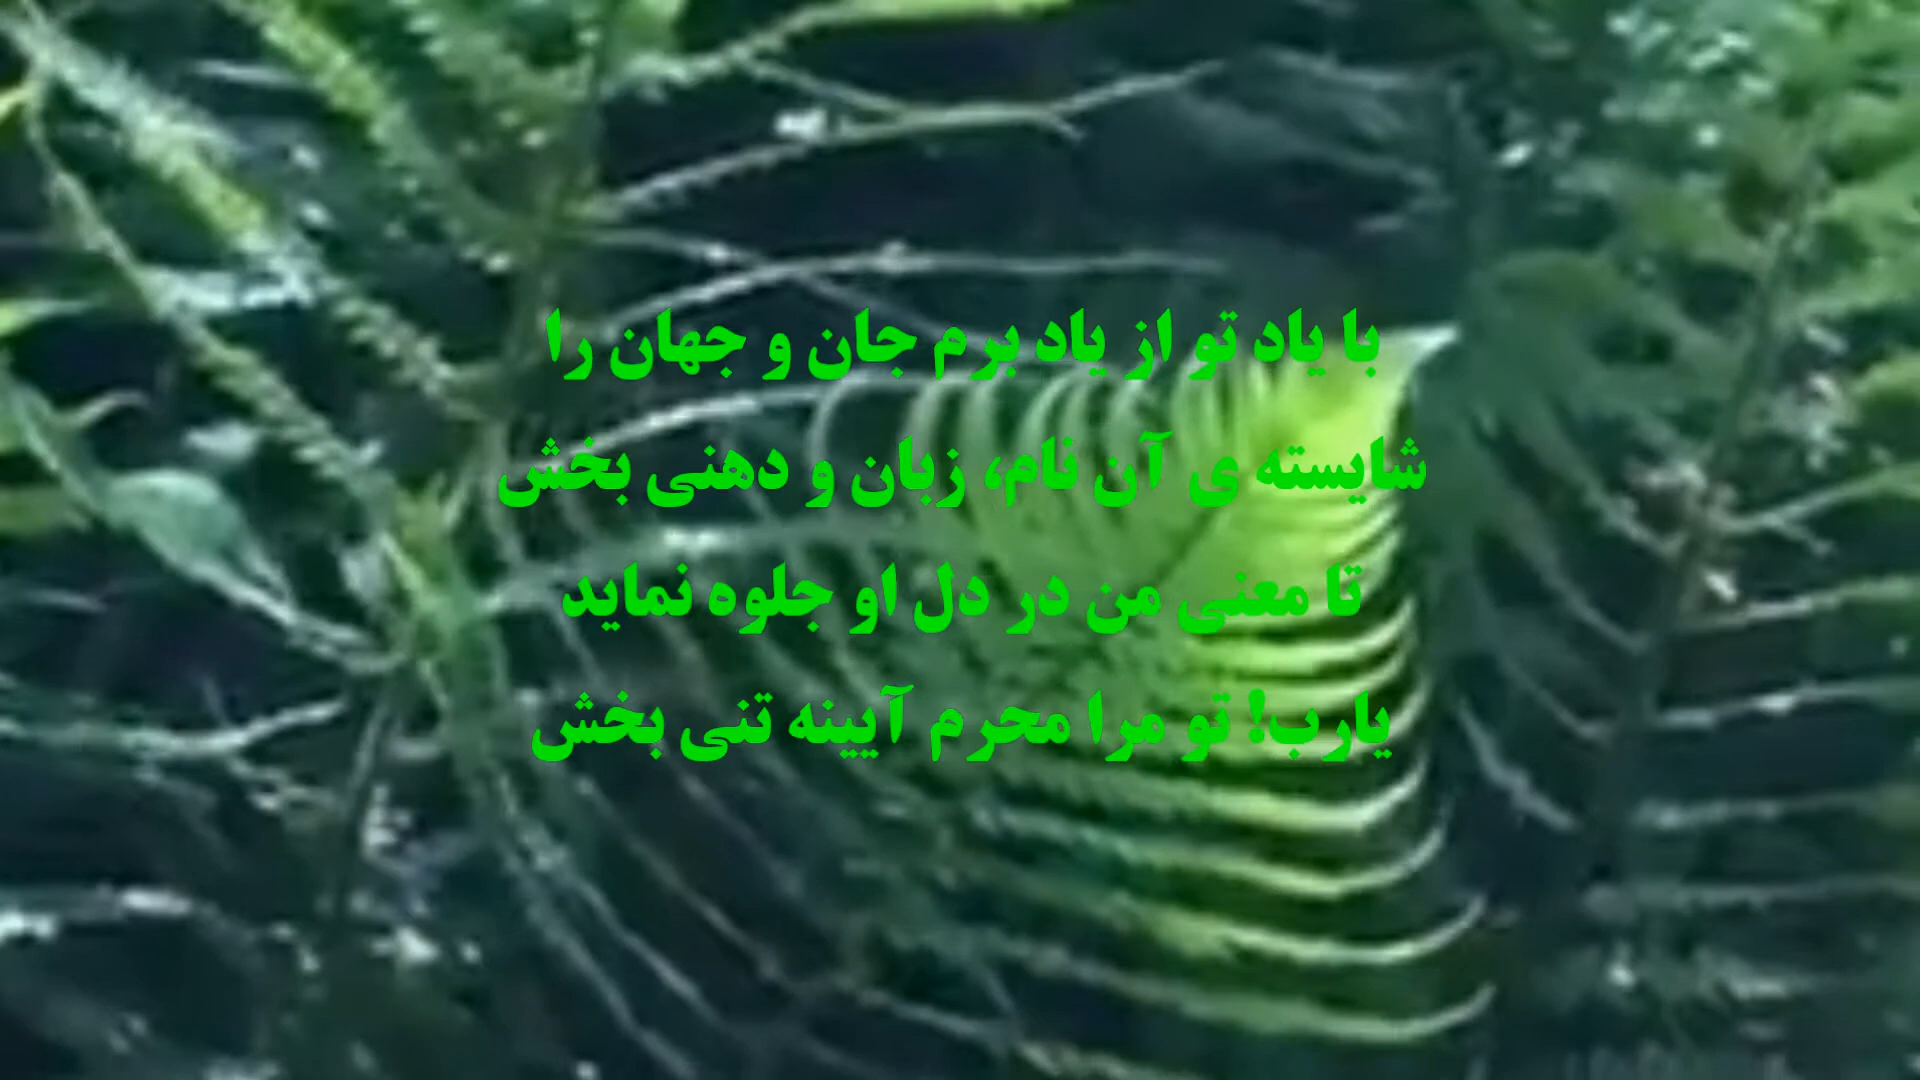 با یاد تو از یاد برم جان و جهان را
شایسته ی آن نام، زبان و دهنی بخش
تا معنی من در دل او جلوه نماید
یارب! تو مرا محرم آیینه تنی بخش